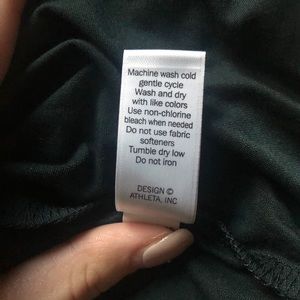 Machine wash cold
gentle cycle
Wash and dry
with like colors
Use non-chlorine
bleach when needed
Do not use fabric
softeners
Tumble dry low
Do not iron
DESIGN ©
ATHLETA, INC